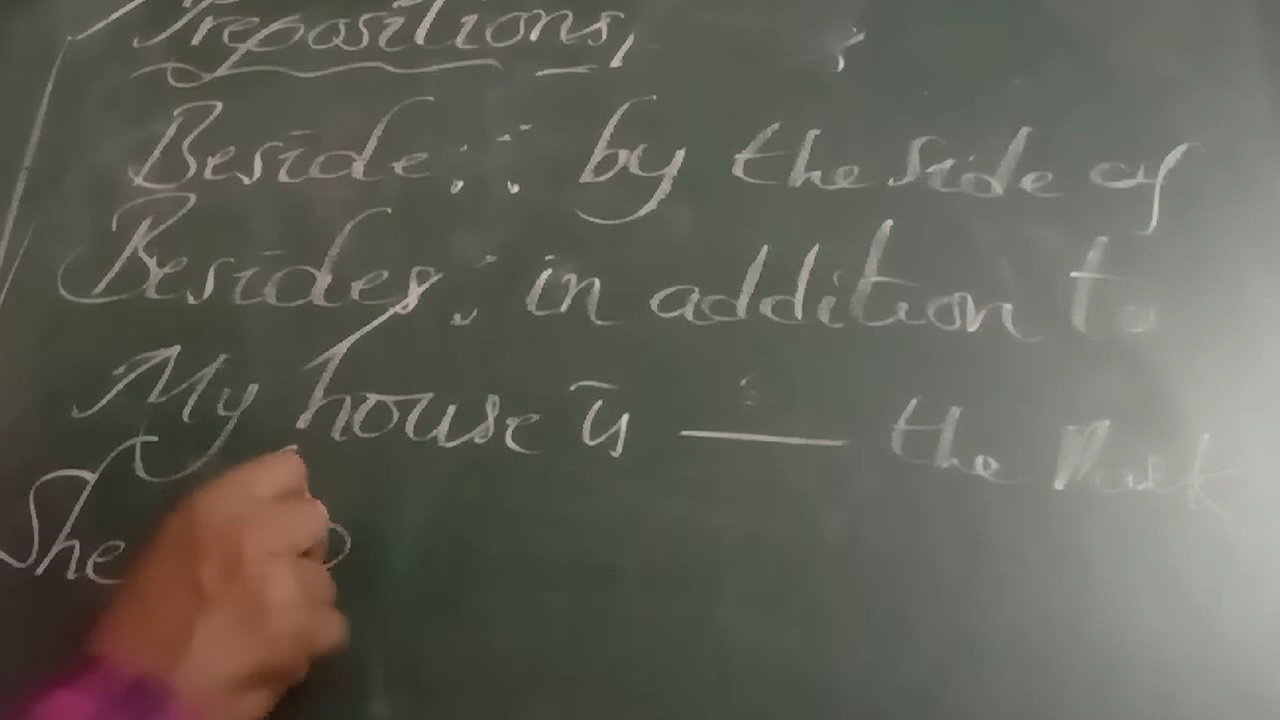 Prepositions,
Beside : : by the side of
Besides : in addition to
My house is — the
She